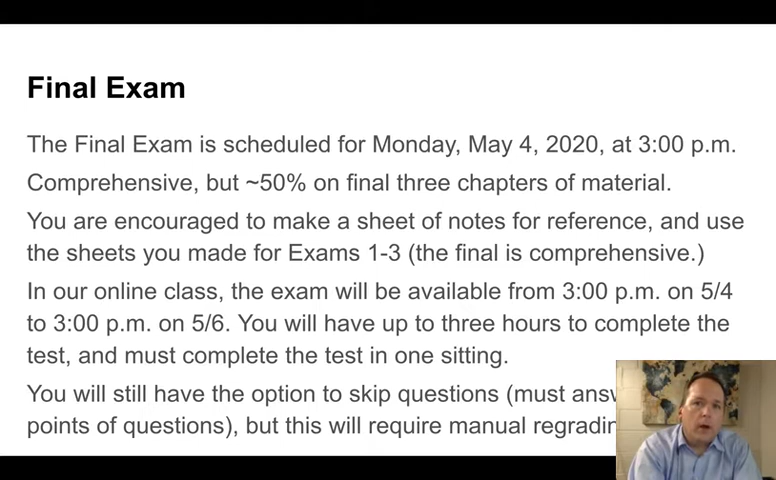 Final Exam
The Final Exam is scheduled for Monday, May 4, 2020, at 3:00 p.m.
Comprehensive, but ~50% on final three chapters of material.
You are encouraged to make a sheet of notes for reference, and use
the sheets you made for Exams 1-3 (the final is comprehensive.)
In our online class, the exam will be available from 3:00 p.m. on 5/4
to 3:00 p.m. on 5/6. You will have up to three hours to complete the
test, and must complete the test in one sitting.
You will still have the option to skip questions (must
points of questions), but this will require manual